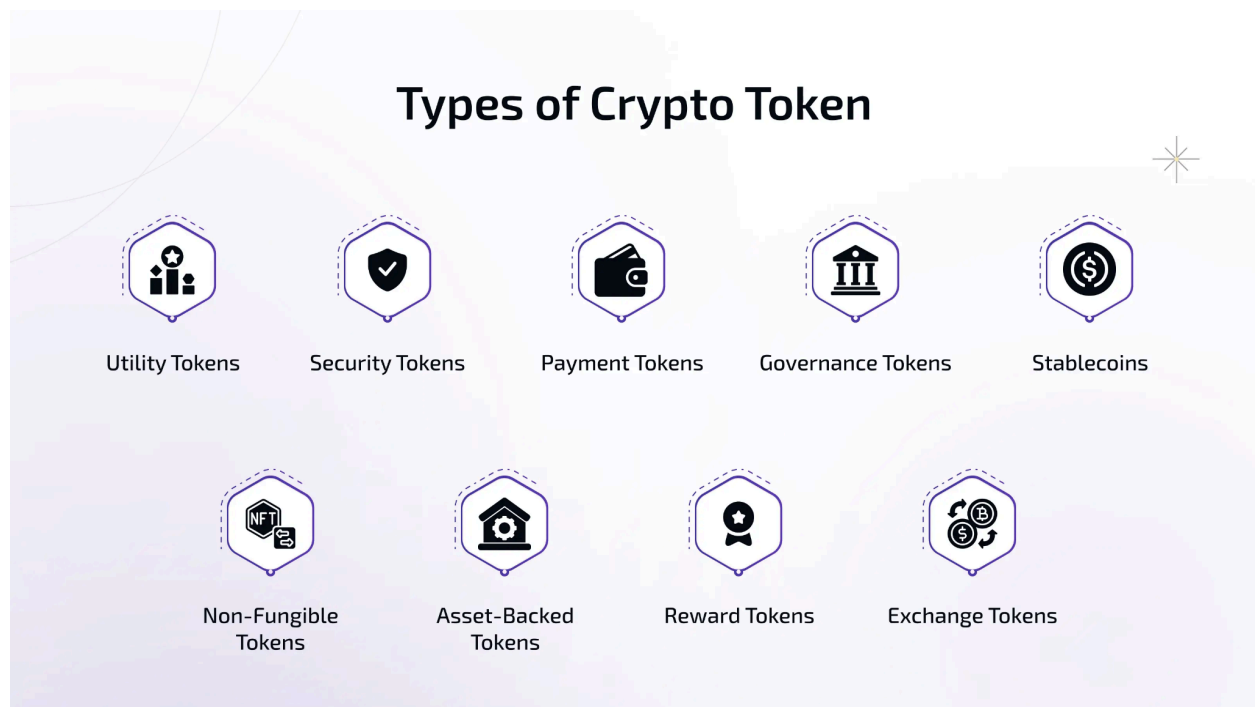 Types of Crypto Token
Utility Tokens
Security Tokens
Payment Tokens
Governance Tokens
Stablecoins
NFT
Non-Fungible
Tokens
Asset-Backed
Tokens
Reward Tokens
Exchange Tokens